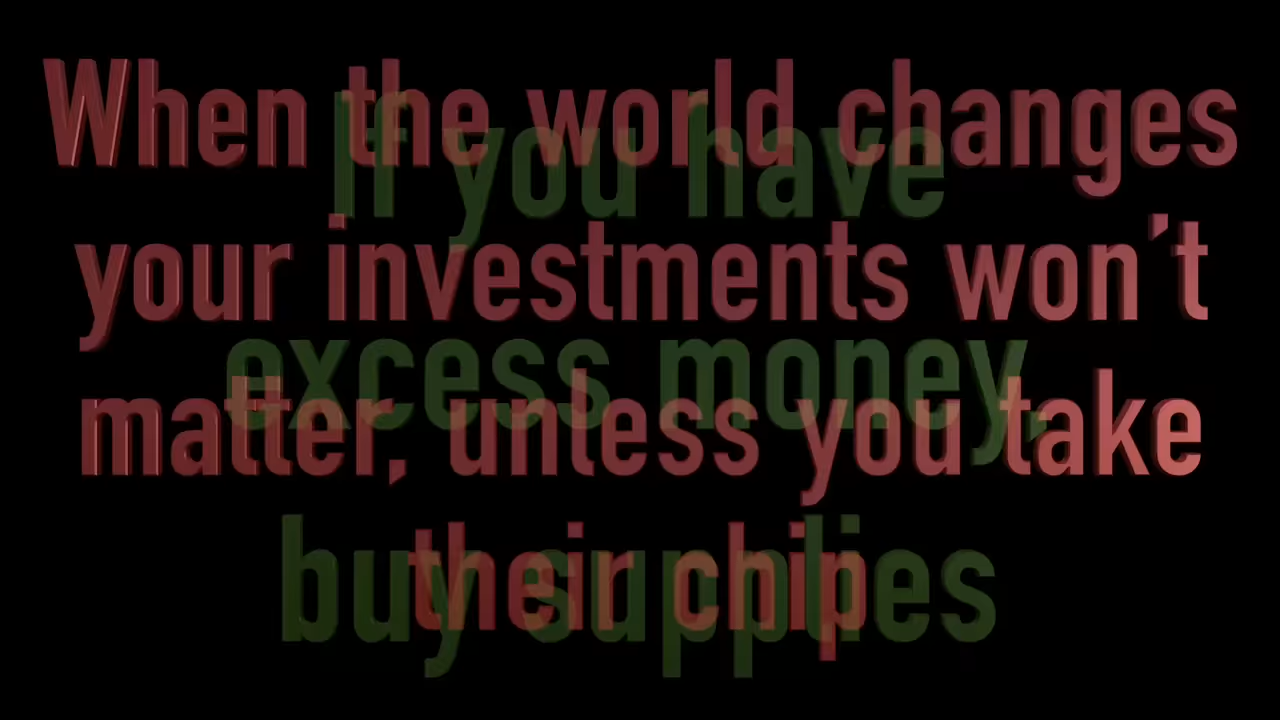 When the world changes
your investments won't
matter, unless you take
their chip
If you have
excess money,
buy supplies